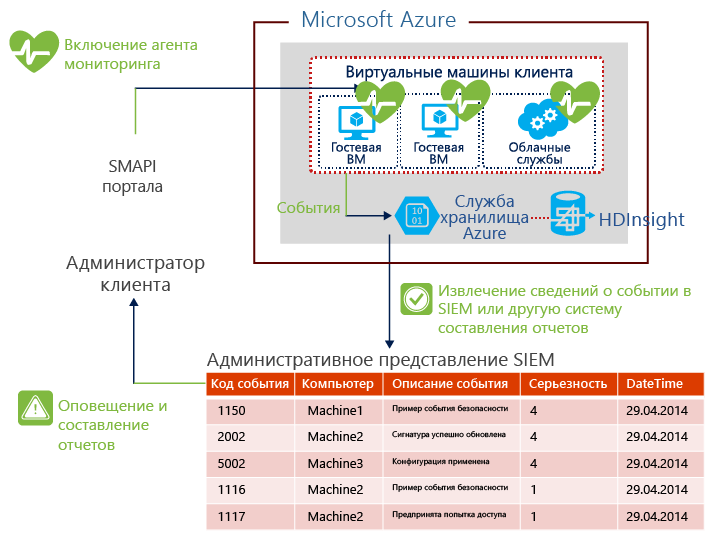 Microsoft Azure
Включение агента
мониторинга
Виртуальные машины клиента
Гостевая
ВМ
Гостевая
ВМ
Облачные
службы
SMAPI
портала
События
10
01
Служба
хранилища
Azure
HDInsight
Администратор
клиента
Извлечение сведений о событии в
SIEM или другую систему
составления отчетов
Административное представление SIEM
Оповещение и
составление
отчетов
Код события Компьютер Описание события Серьезность DateTime
1150 Machine1 Пример события безопасности 4 29.04.2014
2002 Machine2 Сигнатура успешно обновлена 4 29.04.2014
5002 Machine3 Конфигурация применена 4 29.04.2014
1116 Machine2 Пример события безопасности 1 29.04.2014
1117 Machine2 Предпринята попытка доступа 1 29.04.2014